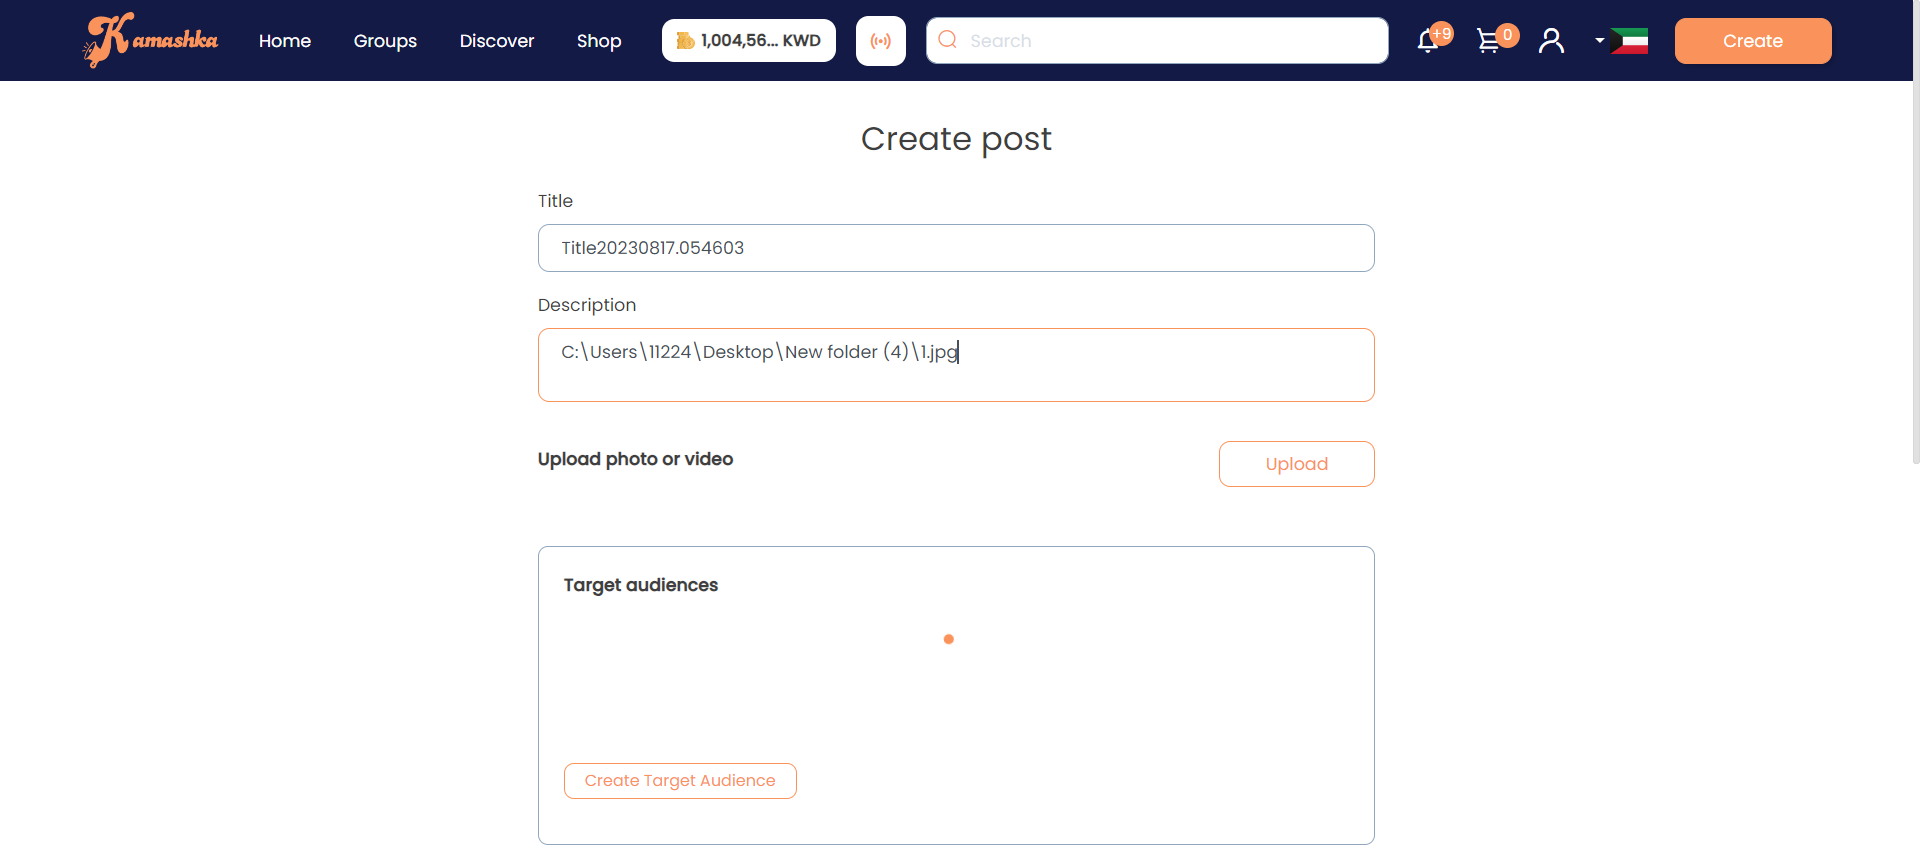 Kamashka
Home Groups Discover Shop 1,004,56... KWD Search +9 0 Create
Create post
Title
Title20230817.054603
Description
C:\Users\11224\Desktop\New folder (4)\1.jpg
Upload photo or video
Upload
Target audiences
Create Target Audience